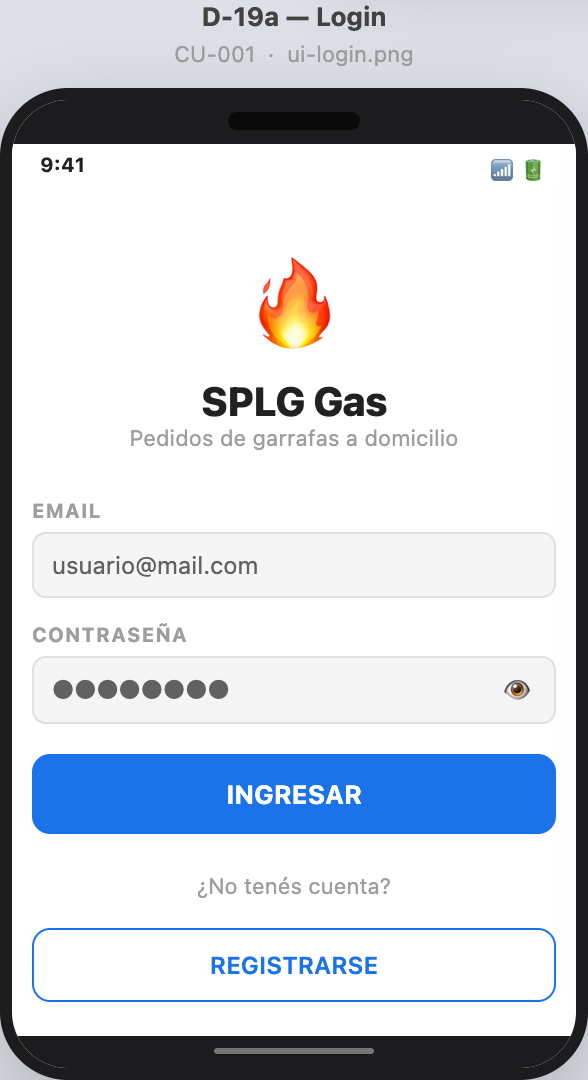 D-19a — Login
CU-001 · ui-login.png
9:41
SPLG Gas
Pedidos de garrafas a domicilio
EMAIL
usuario@mail.com
CONTRASEÑA
●●●●●●●●
INGRESAR
¿No tenés cuenta?
REGISTRARSE